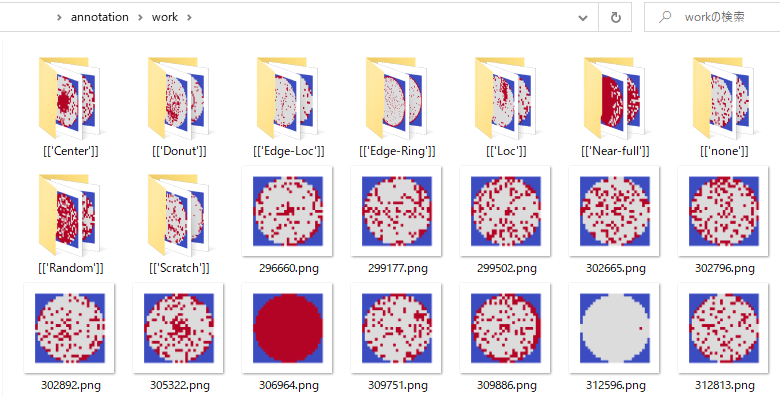 annotation > work >
workの検索
[['Center']] [['Donut']] [['Edge-Loc']] [['Edge-Ring']] [['Loc']] [['Near-full']] [['none']]
[['Random']] [['Scratch']] 296660.png 299177.png 299502.png 302665.png 302796.png
302892.png 305322.png 306964.png 309751.png 309886.png 312596.png 312813.png